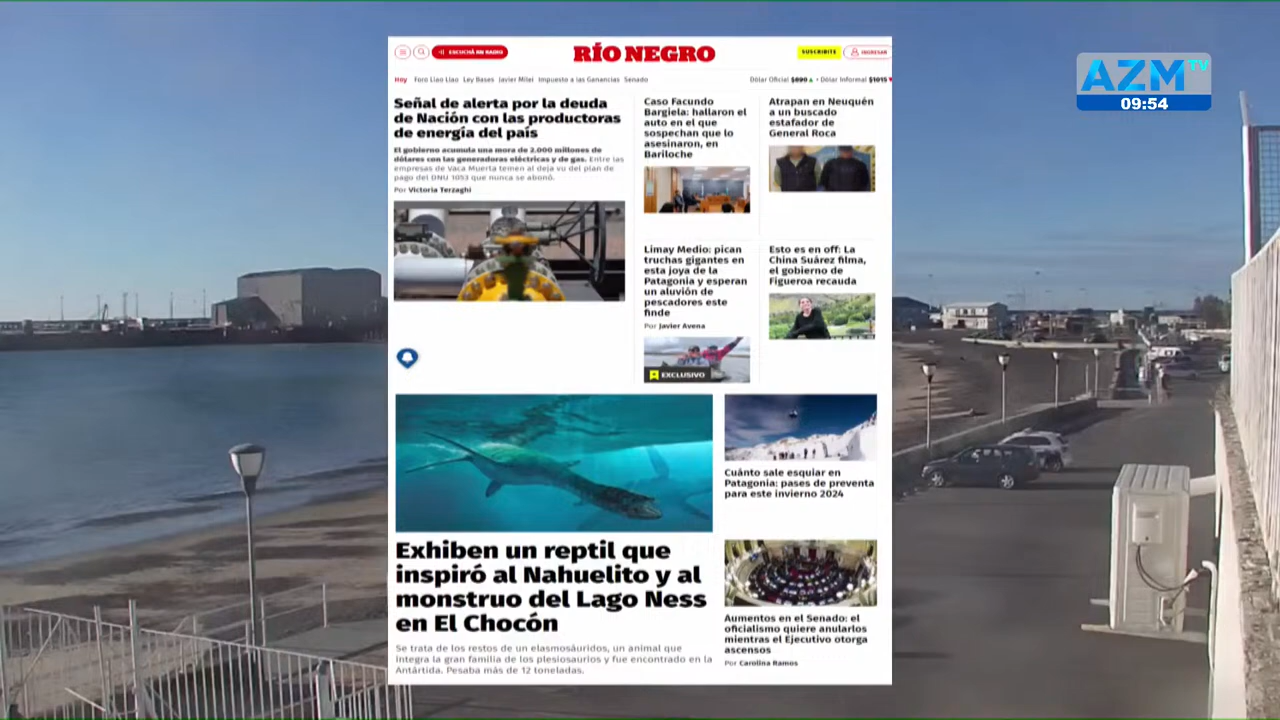 AZM TV
09:54
ESCUCHÁ RN RADIO
RÍO NEGRO
SUSCRIBITE
INGRESAR
Hoy Foro Llao Llao Ley Bases Javier Milei Impuesto a las Ganancias Senado
Dólar Oficial $890 • Dólar Informal $1015
Señal de alerta por la deuda
de Nación con las productoras
de energía del país
El gobierno acumula una mora de 2.000 millones de
dólares con las generadoras eléctricas y de gas. Entre las
empresas de Vaca Muerta temen al deja vu del plan de
pago del DNU 1053 que nunca se abonó.
Por Victoria Terzaghi
Caso Facundo
Bargiela: hallaron el
auto en el que
sospechan que lo
asesinaron, en
Bariloche
Atrapan en Neuquén
a un buscado
estafador de
General Roca
Limay Medio: pican
truchas gigantes en
esta joya de la
Patagonia y esperan
un aluvión de
pescadores este
finde
Por Javier Avena
EXCLUSIVO
Esto es en off: La
China Suárez filma,
el gobierno de
Figueroa recauda
Exhiben un reptil que
inspiró al Nahuelito y al
monstruo del Lago Ness
en El Chocón
Se trata de los restos de un elasmosáuridos, un animal que
integra la gran familia de los plesiosaurios y fue encontrado en la
Antártida. Pesaba más de 12 toneladas.
Cuánto sale esquiar en
Patagonia: pases de preventa
para este invierno 2024
Aumentos en el Senado: el
oficialismo quiere anularlos
mientras el Ejecutivo otorga
ascensos
Por Carolina Ramos